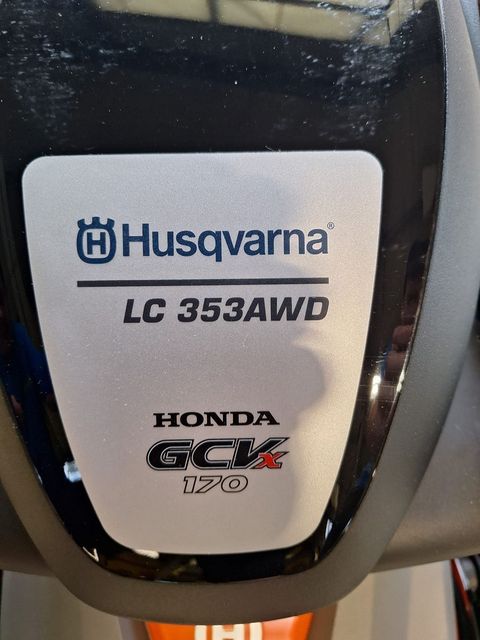 Husqvarna®
LC 353AWD
HONDA
GCVx
170
H